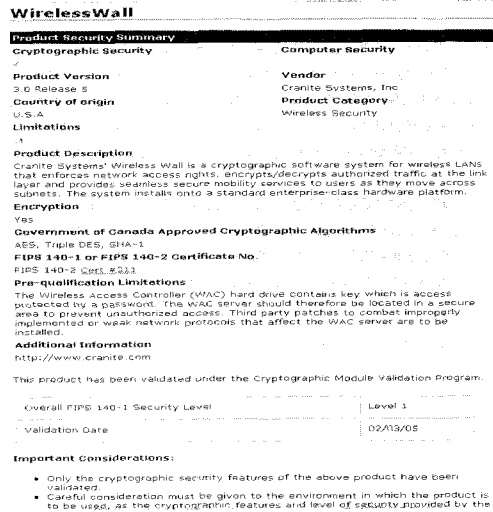 WirelessWall
Product Security Summary
Cryptographic Security Computer Security
✓
Product Version Vendor
3.0 Release 5 Cranite Systems, Inc
Country of origin Product Category
U.S.A Wireless Security
Limitations
Product Description
Cranite Systems' Wireless Wall is a cryptographic software system for wireless LANs
that enforces network access rights, encrypts/decrypts authorized traffic at the link
layer and provides seamless secure mobility services to users as they move across
subnets. The system installs onto a standard enterprise-class hardware platform.
Encryption
Yes
Government of Canada Approved Cryptographic Algorithms
AES, Triple DES, SHA-1
FIPS 140-1 or FIPS 140-2 Certificate No.
FIPS 140-2 Cert #211
Pre-qualification Limitations
The Wireless Access Controller (WAC) hard drive contains key which is access
protected by a password. The WAC server should therefore be located in a secure
area to prevent unauthorized access. Third party patches to combat improperly
implemented or weak network protocols that affect the WAC server are to be
installed.
Additional Information
http://www.cranite.com
This product has been validated under the Cryptographic Module Validation Program.
Overall FIPS 140-1 Security Level Level 1
Validation Date 02/03/05
Important Considerations:
• Only the cryptographic security features of the above product have been
validated.
• Careful consideration must be given to the environment in which the product is
to be used, as the cryptographic features and level of security provided by the